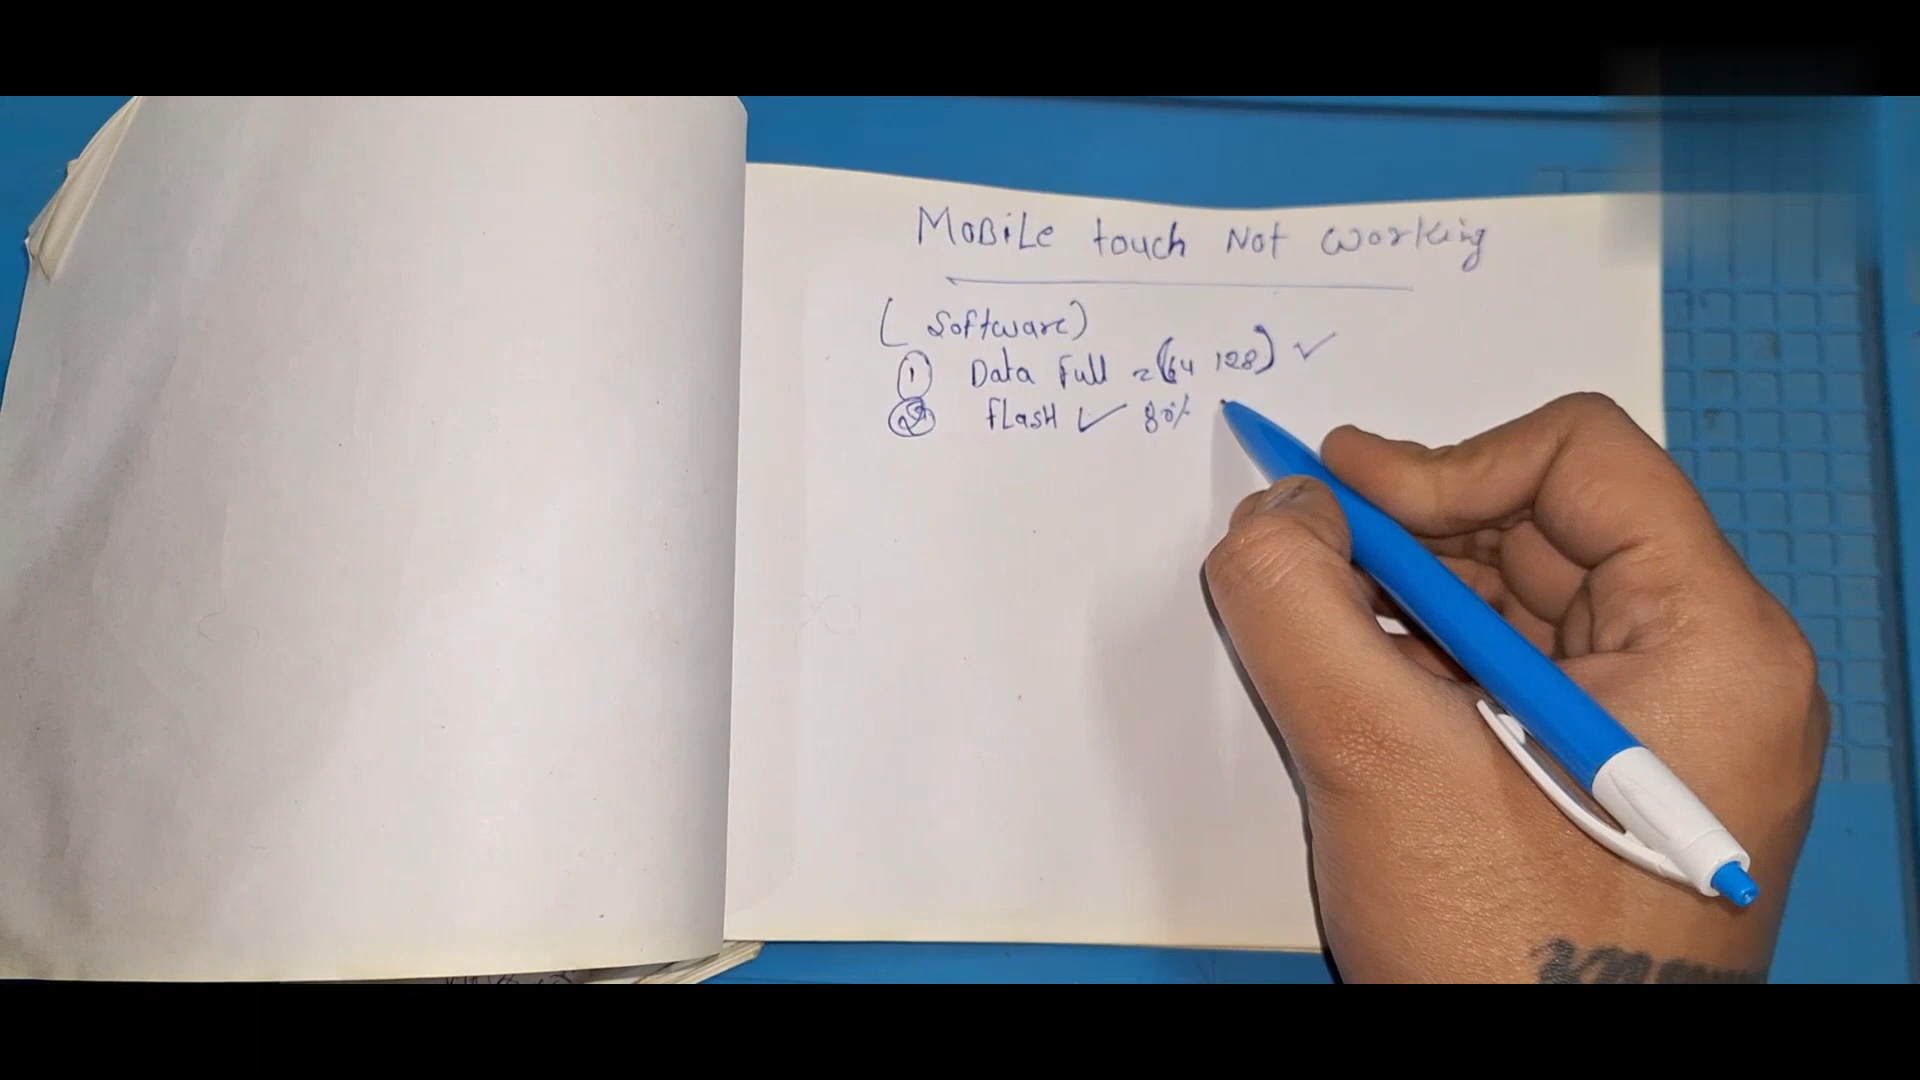 Mobile touch Not working
(Software)
① Data Full = (64 128) ✓
② flash ✓ 80%